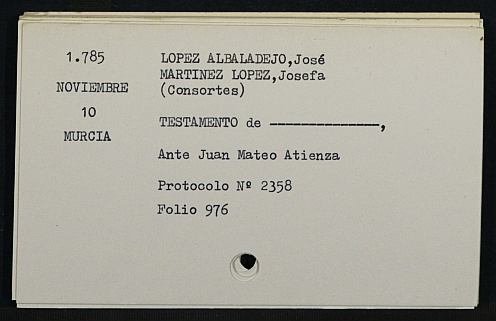 1.785
NOVIEMBRE
10
MURCIA
LOPEZ ALBALADEJO,José
MARTINEZ LOPEZ,Josefa
(Consortes)
TESTAMENTO de --------------,
Ante Juan Mateo Atienza
Protocolo Nº 2358
Folio 976